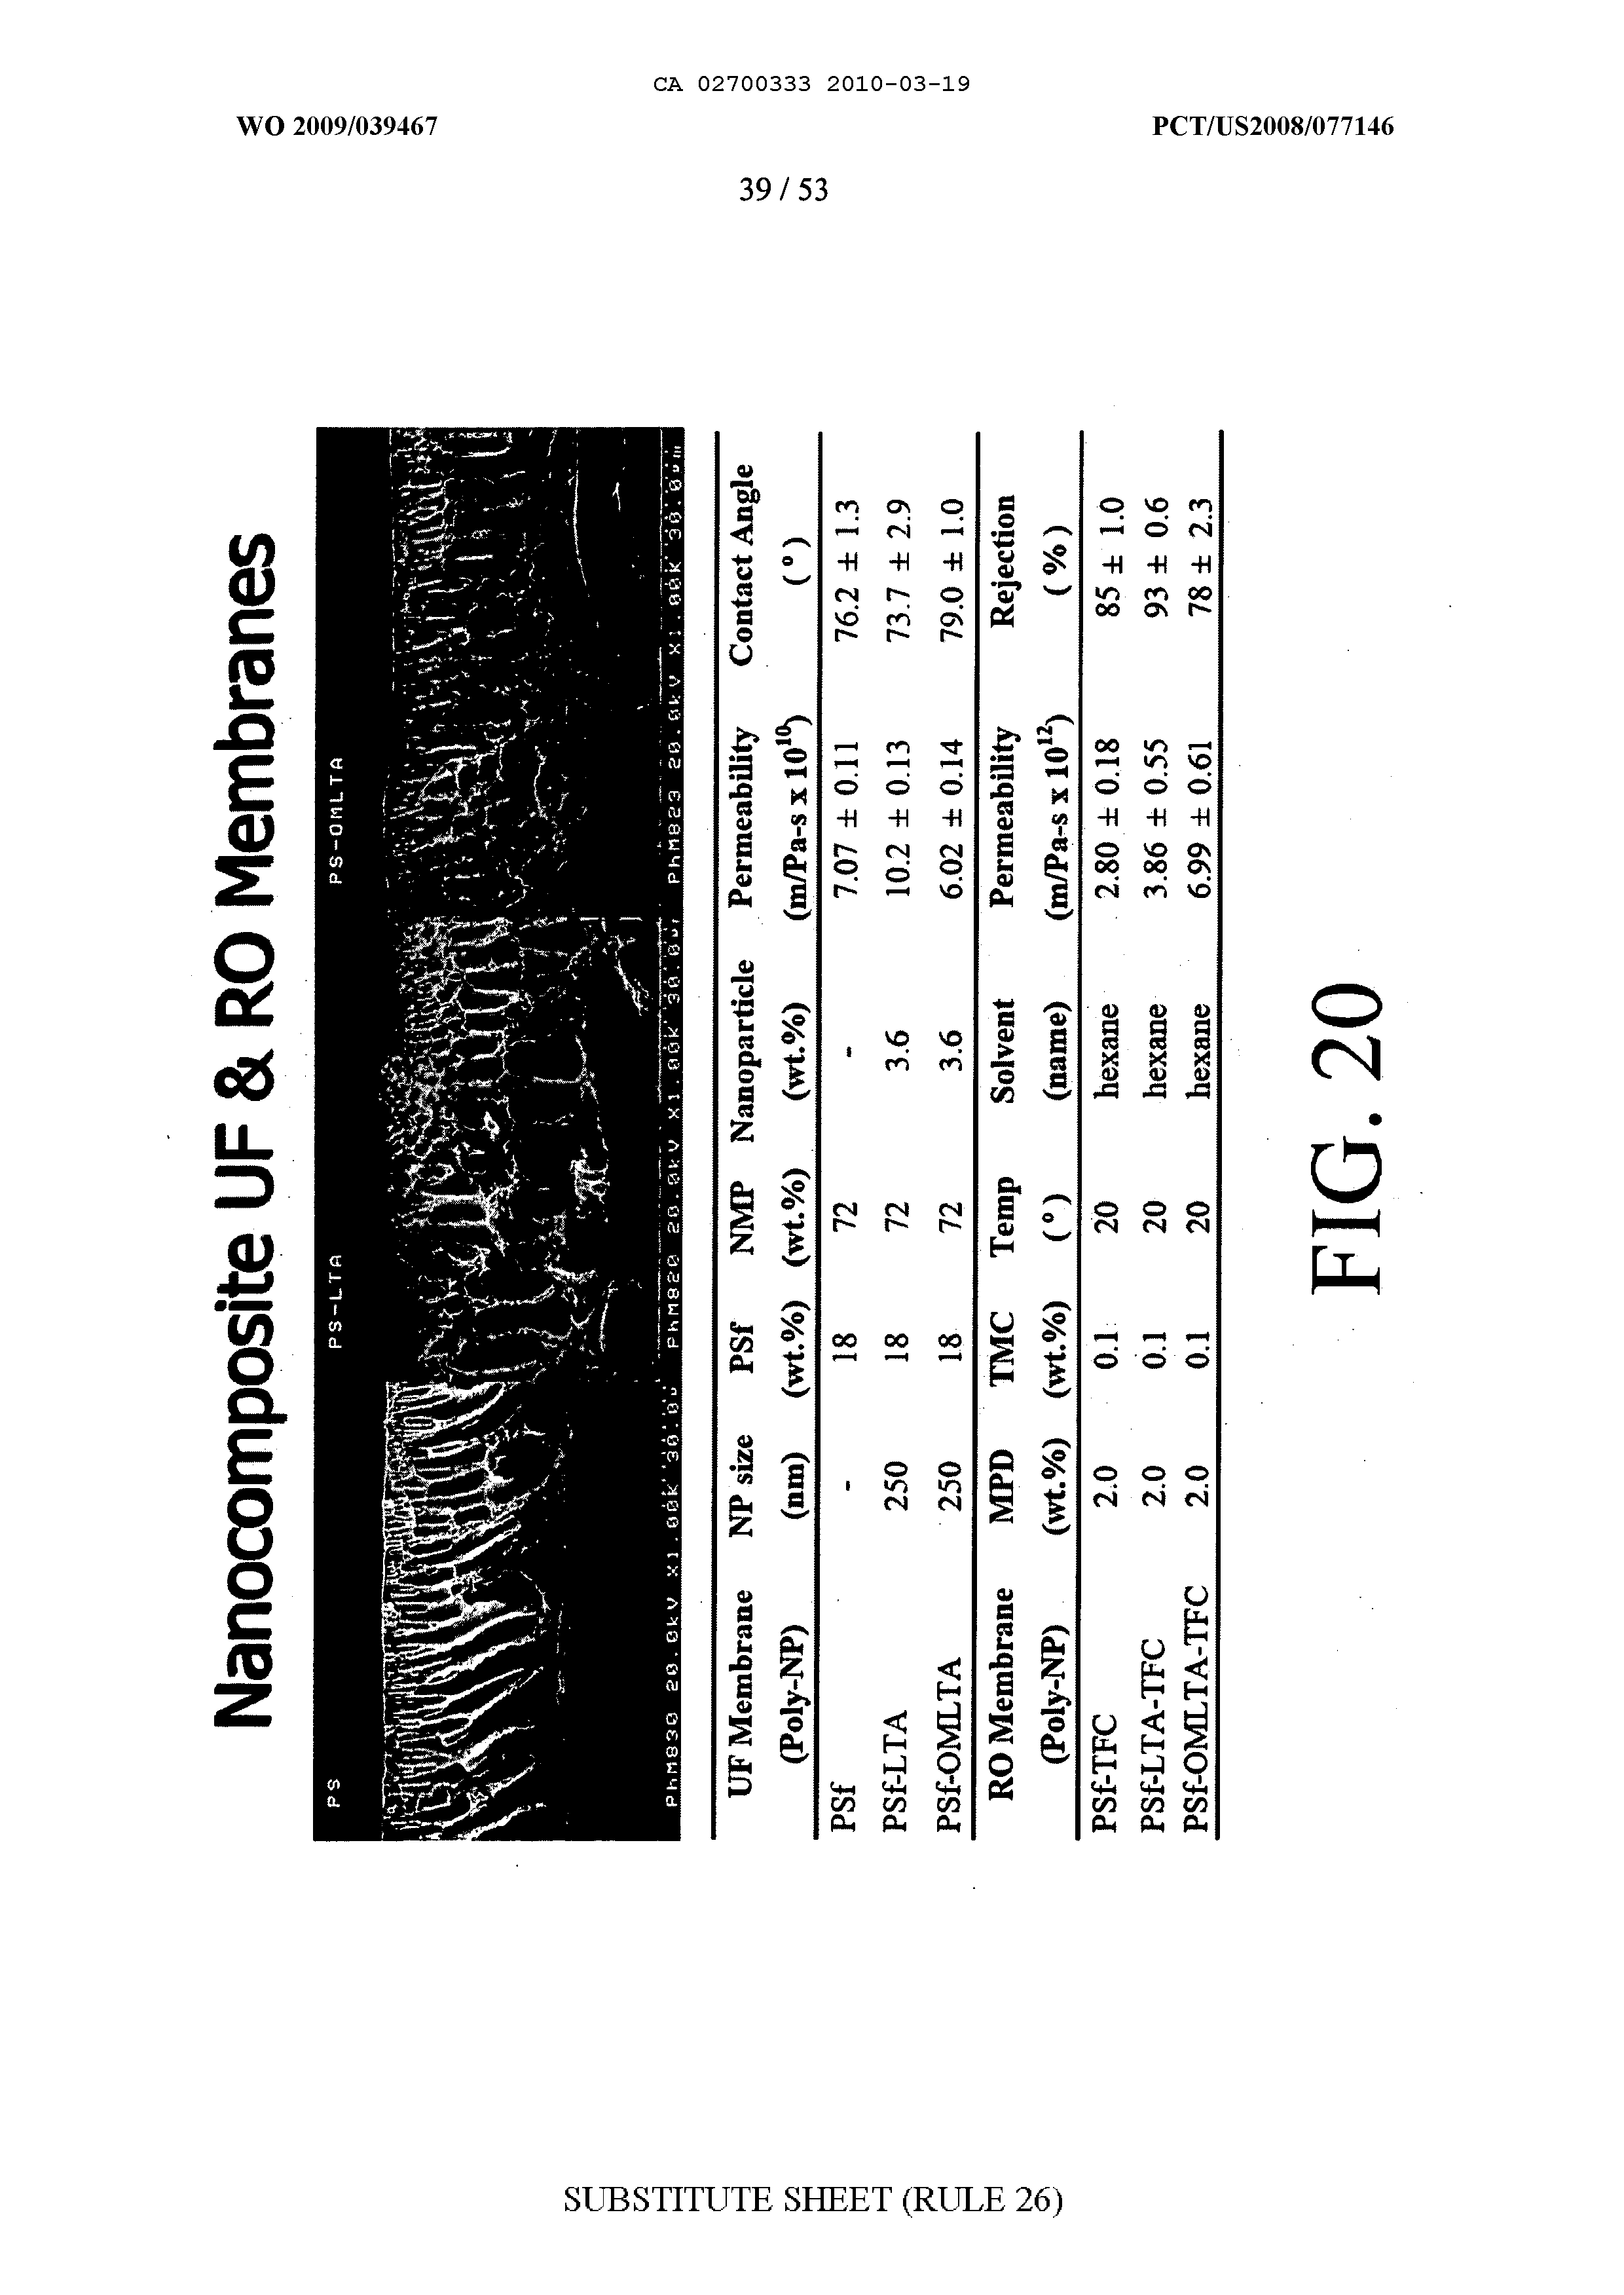 CA 02700333 2010-03-19
WO 2009/039467 PCT/US2008/077146
39 / 53
Nanocomposite UF & RO Membranes
PS PS-LTA PS-OMLTA
PhM830 20.0kV X1.00k 30.0u PhM820 20.0kV X1.00k 30.0u PhM823 20.0kV X1.00k 30.0um
UF Membrane NP size PSf NMP Nanoparticle Permeability Contact Angle
(Poly-NP) (nm) (wt.%) (wt.%) (wt.%) (m/Pa-s x 10¹⁰) (°)
PSf - 18 72 - 7.07 ± 0.11 76.2 ± 1.3
PSf-LTA 250 18 72 3.6 10.2 ± 0.13 73.7 ± 2.9
PSf-OMLTA 250 18 72 3.6 6.02 ± 0.14 79.0 ± 1.0
RO Membrane MPD TMC Temp Solvent Permeability Rejection
(Poly-NP) (wt.%) (wt.%) (°) (name) (m/Pa-s x 10¹²) (%)
PSf-TFC 2.0 0.1 20 hexane 2.80 ± 0.18 85 ± 1.0
PSf-LTA-TFC 2.0 0.1 20 hexane 3.86 ± 0.55 93 ± 0.6
PSf-OMLTA-TFC 2.0 0.1 20 hexane 6.99 ± 0.61 78 ± 2.3
FIG. 20
SUBSTITUTE SHEET (RULE 26)